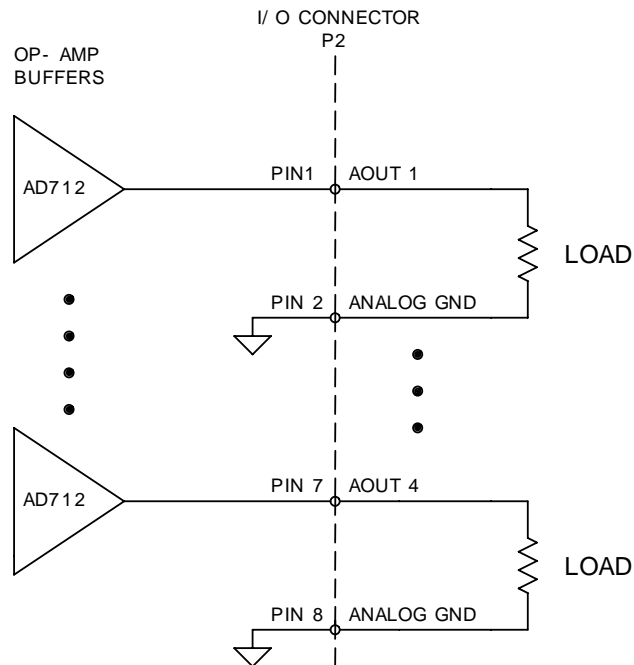 I/ O CONNECTOR
P2
OP- AMP
BUFFERS
AD712
PIN1
AOUT 1
LOAD
PIN 2
ANALOG GND
AD712
PIN 7
AOUT 4
LOAD
PIN 8
ANALOG GND